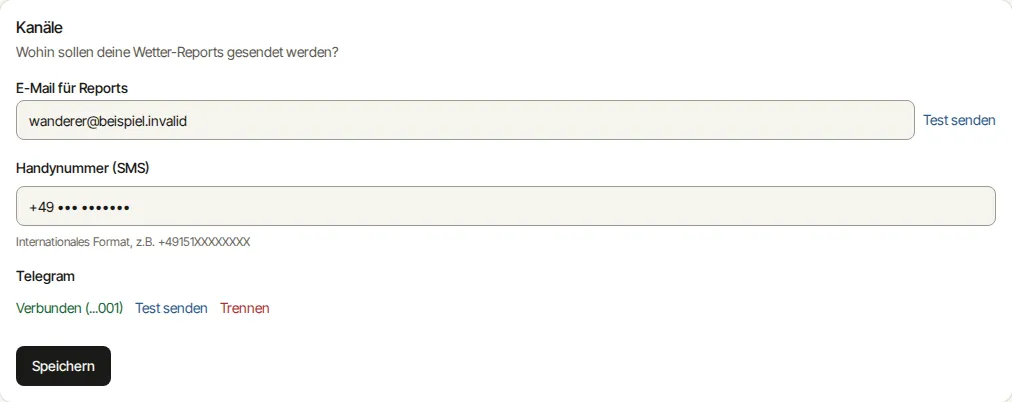 Kanäle
Wohin sollen deine Wetter-Reports gesendet werden?
E-Mail für Reports
wanderer@beispiel.invalid Test senden
Handynummer (SMS)
+49 ••• •••••••
Internationales Format, z.B. +49151XXXXXXXX
Telegram
Verbunden (...001) Test senden Trennen
Speichern